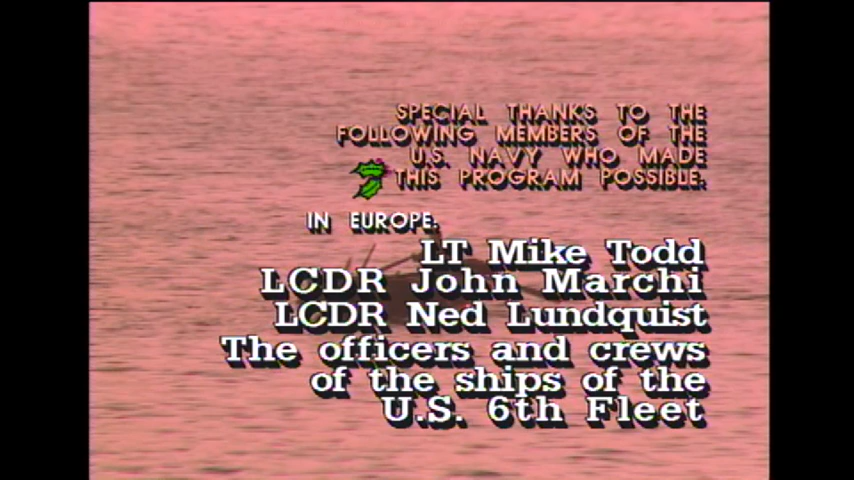 SPECIAL THANKS TO THE
FOLLOWING MEMBERS OF THE
U.S. NAVY WHO MADE
THIS PROGRAM POSSIBLE.
IN EUROPE.
LT Mike Todd
LCDR John Marchi
LCDR Ned Lundquist
The officers and crews
of the ships of the
U.S. 6th Fleet